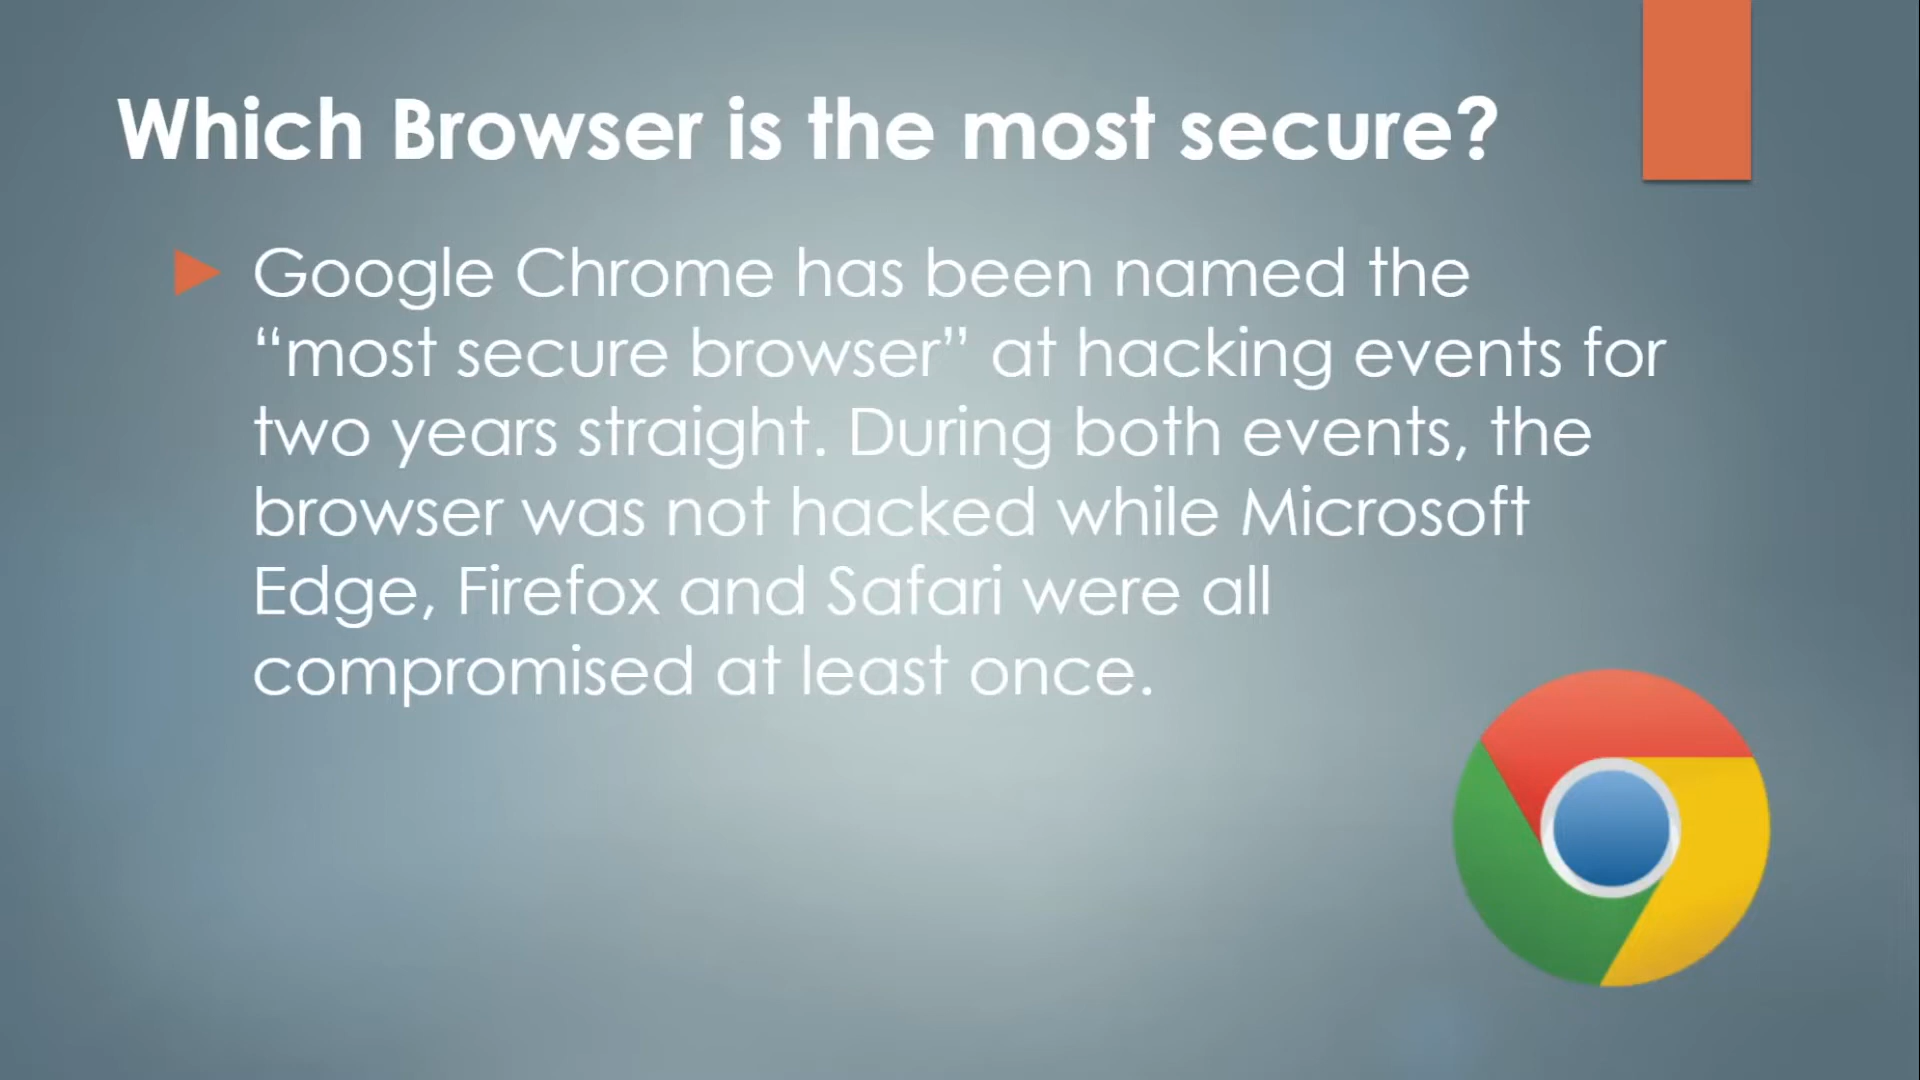 Which Browser is the most secure?
Google Chrome has been named the
“most secure browser” at hacking events for
two years straight. During both events, the
browser was not hacked while Microsoft
Edge, Firefox and Safari were all
compromised at least once.